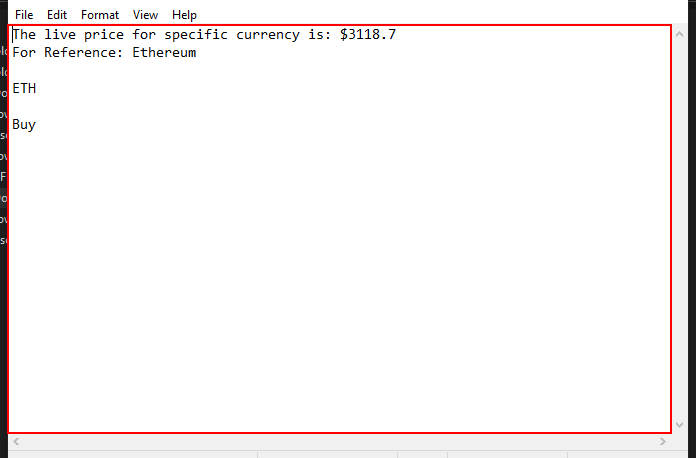 File Edit Format View Help
The live price for specific currency is: $3118.7
For Reference: Ethereum
ETH
Buy